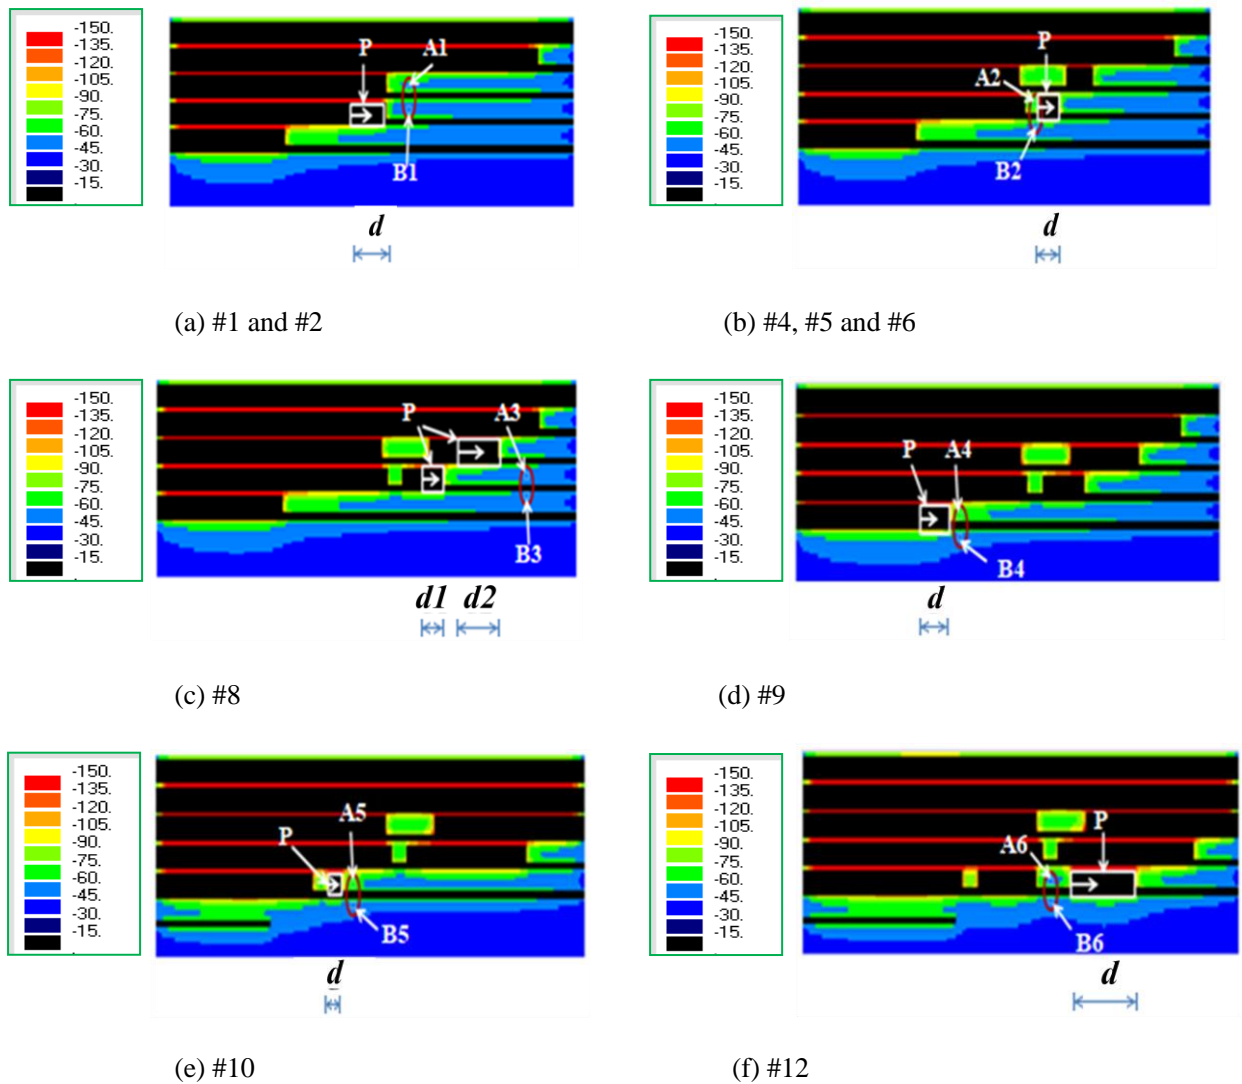 -150.
-135.
-120.
-105.
-90.
-75.
-60.
-45.
-30.
-15.
P
A1
B1
d
(a) #1 and #2
-150.
-135.
-120.
-105.
-90.
-75.
-60.
-45.
-30.
-15.
P
A2
B2
d
(b) #4, #5 and #6
-150.
-135.
-120.
-105.
-90.
-75.
-60.
-45.
-30.
-15.
P
A3
B3
d1 d2
(c) #8
-150.
-135.
-120.
-105.
-90.
-75.
-60.
-45.
-30.
-15.
P
A4
B4
d
(d) #9
-150.
-135.
-120.
-105.
-90.
-75.
-60.
-45.
-30.
-15.
A5
P
B5
d
(e) #10
-150.
-135.
-120.
-105.
-90.
-75.
-60.
-45.
-30.
-15.
P
A6
B6
d
(f) #12